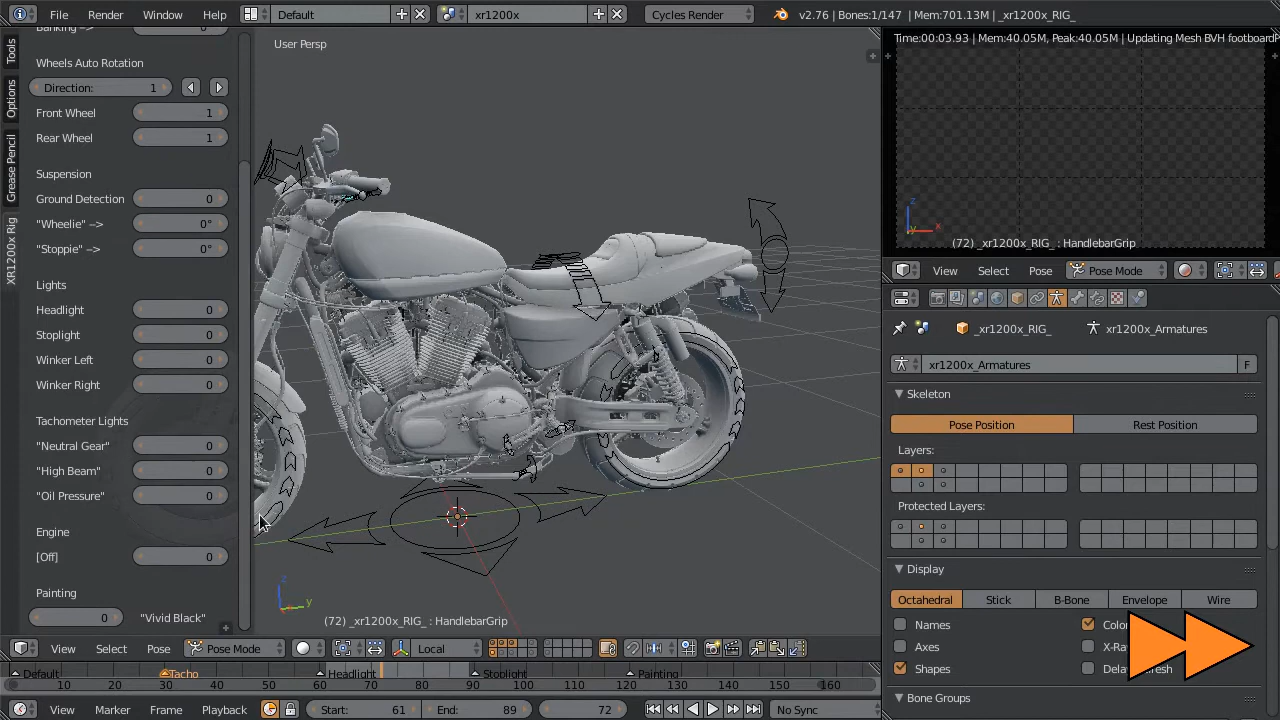 File Render Window Help Default xr1200x Cycles Render v2.76 | Bones:1/147 | Mem:701.13M | _xr1200x_RIG_
Tools
Options
Grease Pencil
XR1200x Rig
Banking -> 0
Wheels Auto Rotation
Direction: 1
Front Wheel 1
Rear Wheel 1
Suspension
Ground Detection 0
"Wheelie" --> 0°
"Stoppie" --> 0°
Lights
Headlight 0
Stoplight 0
Winker Left 0
Winker Right 0
Tachometer Lights
"Neutral Gear" 0
"High Beam" 0
"Oil Pressure" 0
Engine
[Off] 0
Painting
0 "Vivid Black"
User Persp
z
y
(72) _xr1200x_RIG_ : HandlebarGrip
View Select Pose Pose Mode Local
Default Tacho Headlight Stoplight Painting
10 20 30 40 50 60 70 80 90 100 110 120 130 140 150 160
View Marker Frame Playback Start: 61 End: 89 72 No Sync
Time:00:03.93 | Mem:40.05M, Peak:40.05M | Updating Mesh BVH footboard
z
y x
(72) _xr1200x_RIG_ : HandlebarGrip
View Select Pose Pose Mode
_xr1200x_RIG_ xr1200x_Armatures
xr1200x_Armatures F
Skeleton
Pose Position Rest Position
Layers:
Protected Layers:
Display
Octahedral Stick B-Bone Envelope Wire
Names Colo
Axes X-Ra
Shapes Dela fresh
Bone Groups